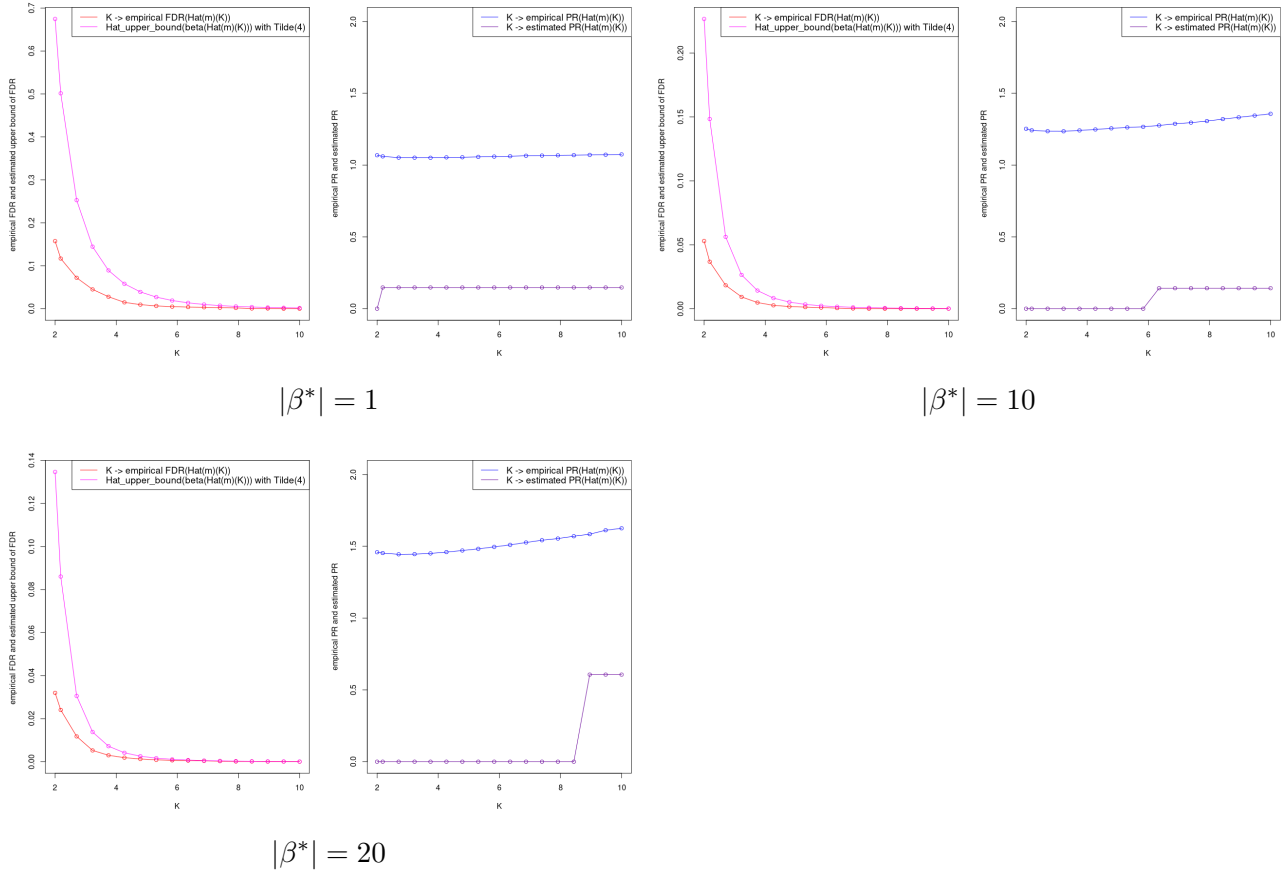 K -> empirical FDR(Hat(m)(K))
Hat_upper_bound(beta(Hat(m)(K))) with Tilde(4)
empirical FDR and estimated upper bound of FDR
0.0 0.1 0.2 0.3 0.4 0.5 0.6 0.7
2 4 6 8 10
K
K -> empirical PR(Hat(m)(K))
K -> estimated PR(Hat(m)(K))
empirical PR and estimated PR
0.0 0.5 1.0 1.5 2.0
2 4 6 8 10
K
|β*| = 1
K -> empirical FDR(Hat(m)(K))
Hat_upper_bound(beta(Hat(m)(K))) with Tilde(4)
empirical FDR and estimated upper bound of FDR
0.00 0.05 0.10 0.15 0.20
2 4 6 8 10
K
K -> empirical PR(Hat(m)(K))
K -> estimated PR(Hat(m)(K))
empirical PR and estimated PR
0.0 0.5 1.0 1.5 2.0
2 4 6 8 10
K
|β*| = 10
K -> empirical FDR(Hat(m)(K))
Hat_upper_bound(beta(Hat(m)(K))) with Tilde(4)
empirical FDR and estimated upper bound of FDR
0.00 0.02 0.04 0.06 0.08 0.10 0.12 0.14
2 4 6 8 10
K
K -> empirical PR(Hat(m)(K))
K -> estimated PR(Hat(m)(K))
empirical PR and estimated PR
0.0 0.5 1.0 1.5 2.0
2 4 6 8 10
K
|β*| = 20